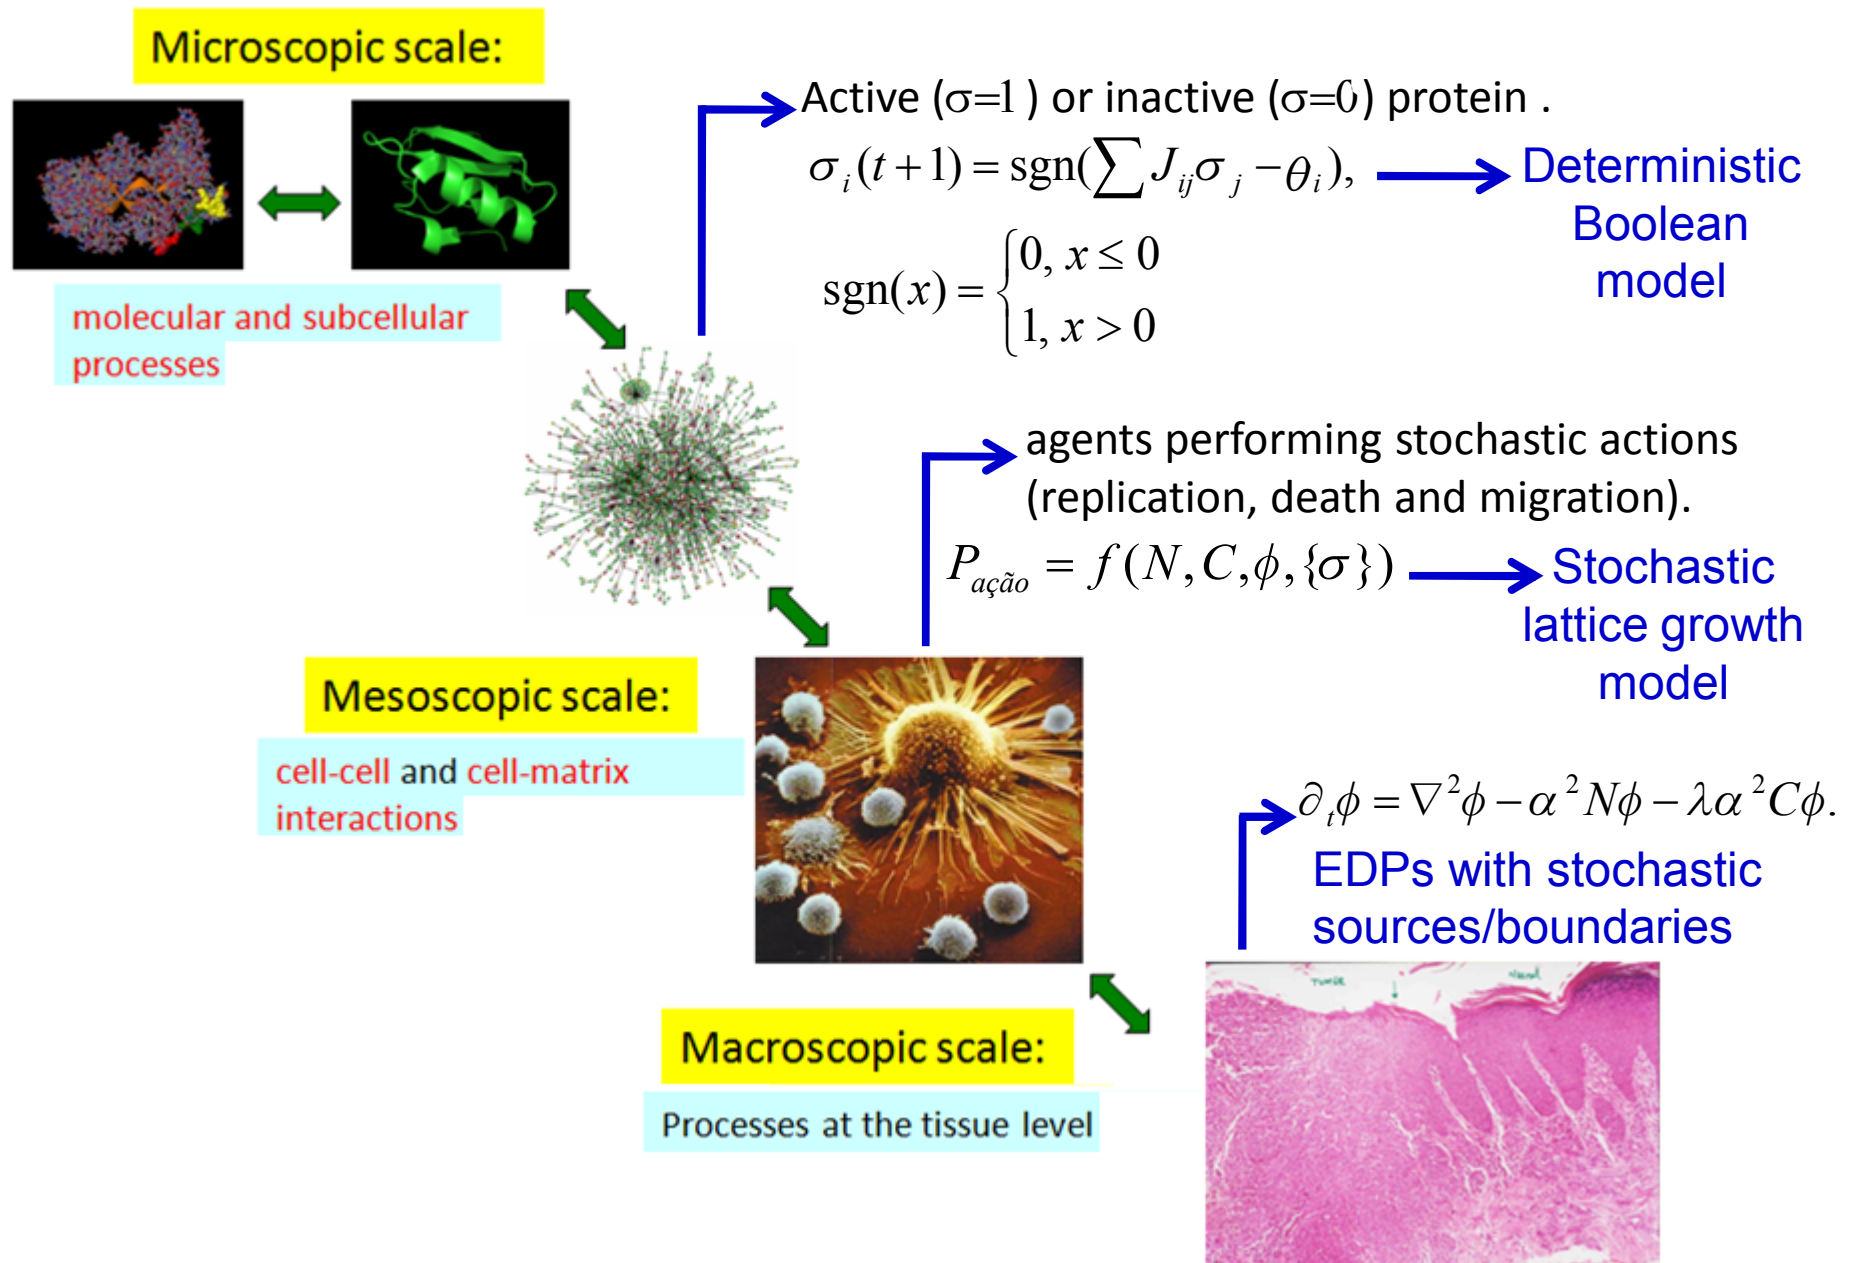 Microscopic scale:
Active (σ=1 ) or inactive (σ=0) protein .
σ_i(t+1) = sgn(∑ J_ij σ_j − θ_i),
Deterministic
Boolean
model
sgn(x) = {0, x ≤ 0
1, x > 0
molecular and subcellular
processes
agents performing stochastic actions
(replication, death and migration).
P_ação = f(N, C, ϕ, {σ})
Stochastic
lattice growth
model
Mesoscopic scale:
cell-cell and cell-matrix
interactions
∂_tϕ = ∇²ϕ − α²Nϕ − λα²Cϕ.
EDPs with stochastic
sources/boundaries
Macroscopic scale:
Processes at the tissue level